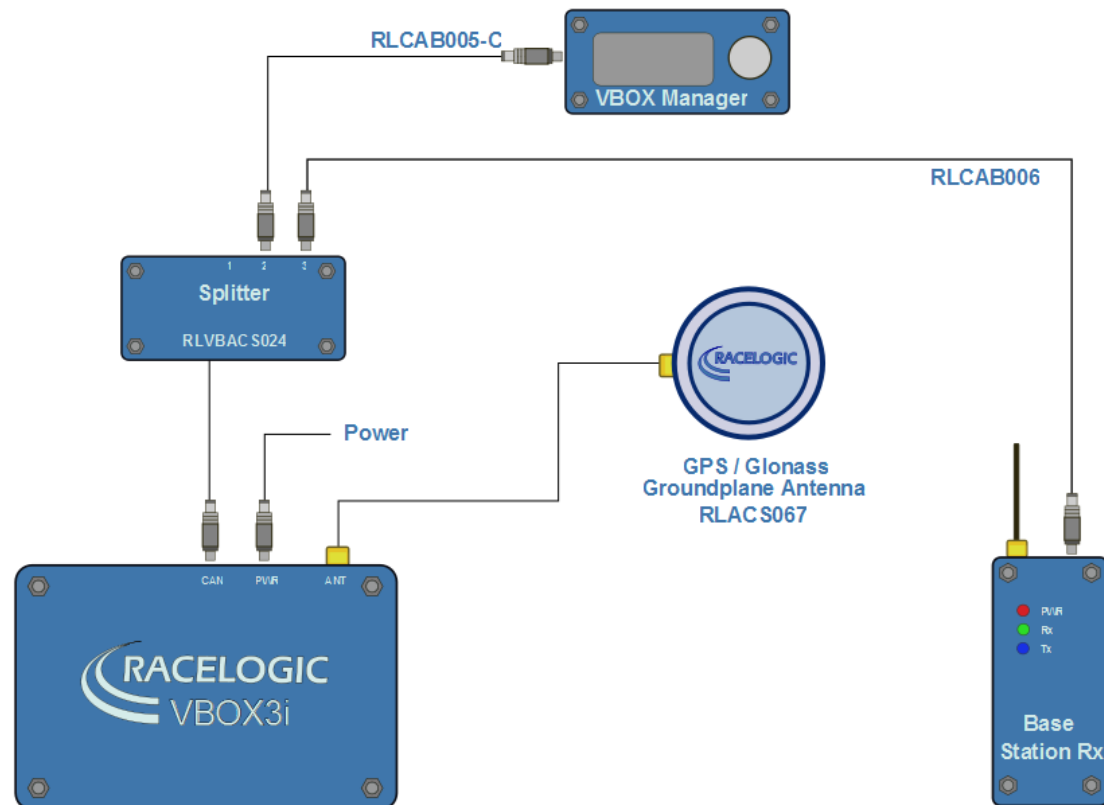 RLCAB005-C
VBOX Manager
RLCAB006
1 2 3
Splitter
RLVBACS024
RACELOGIC
Power
GPS / Glonass
Groundplane Antenna
RLACS067
CAN PWR ANT
RACELOGIC
VBOX3i
PWR
Rx
Tx
Base
Station Rx